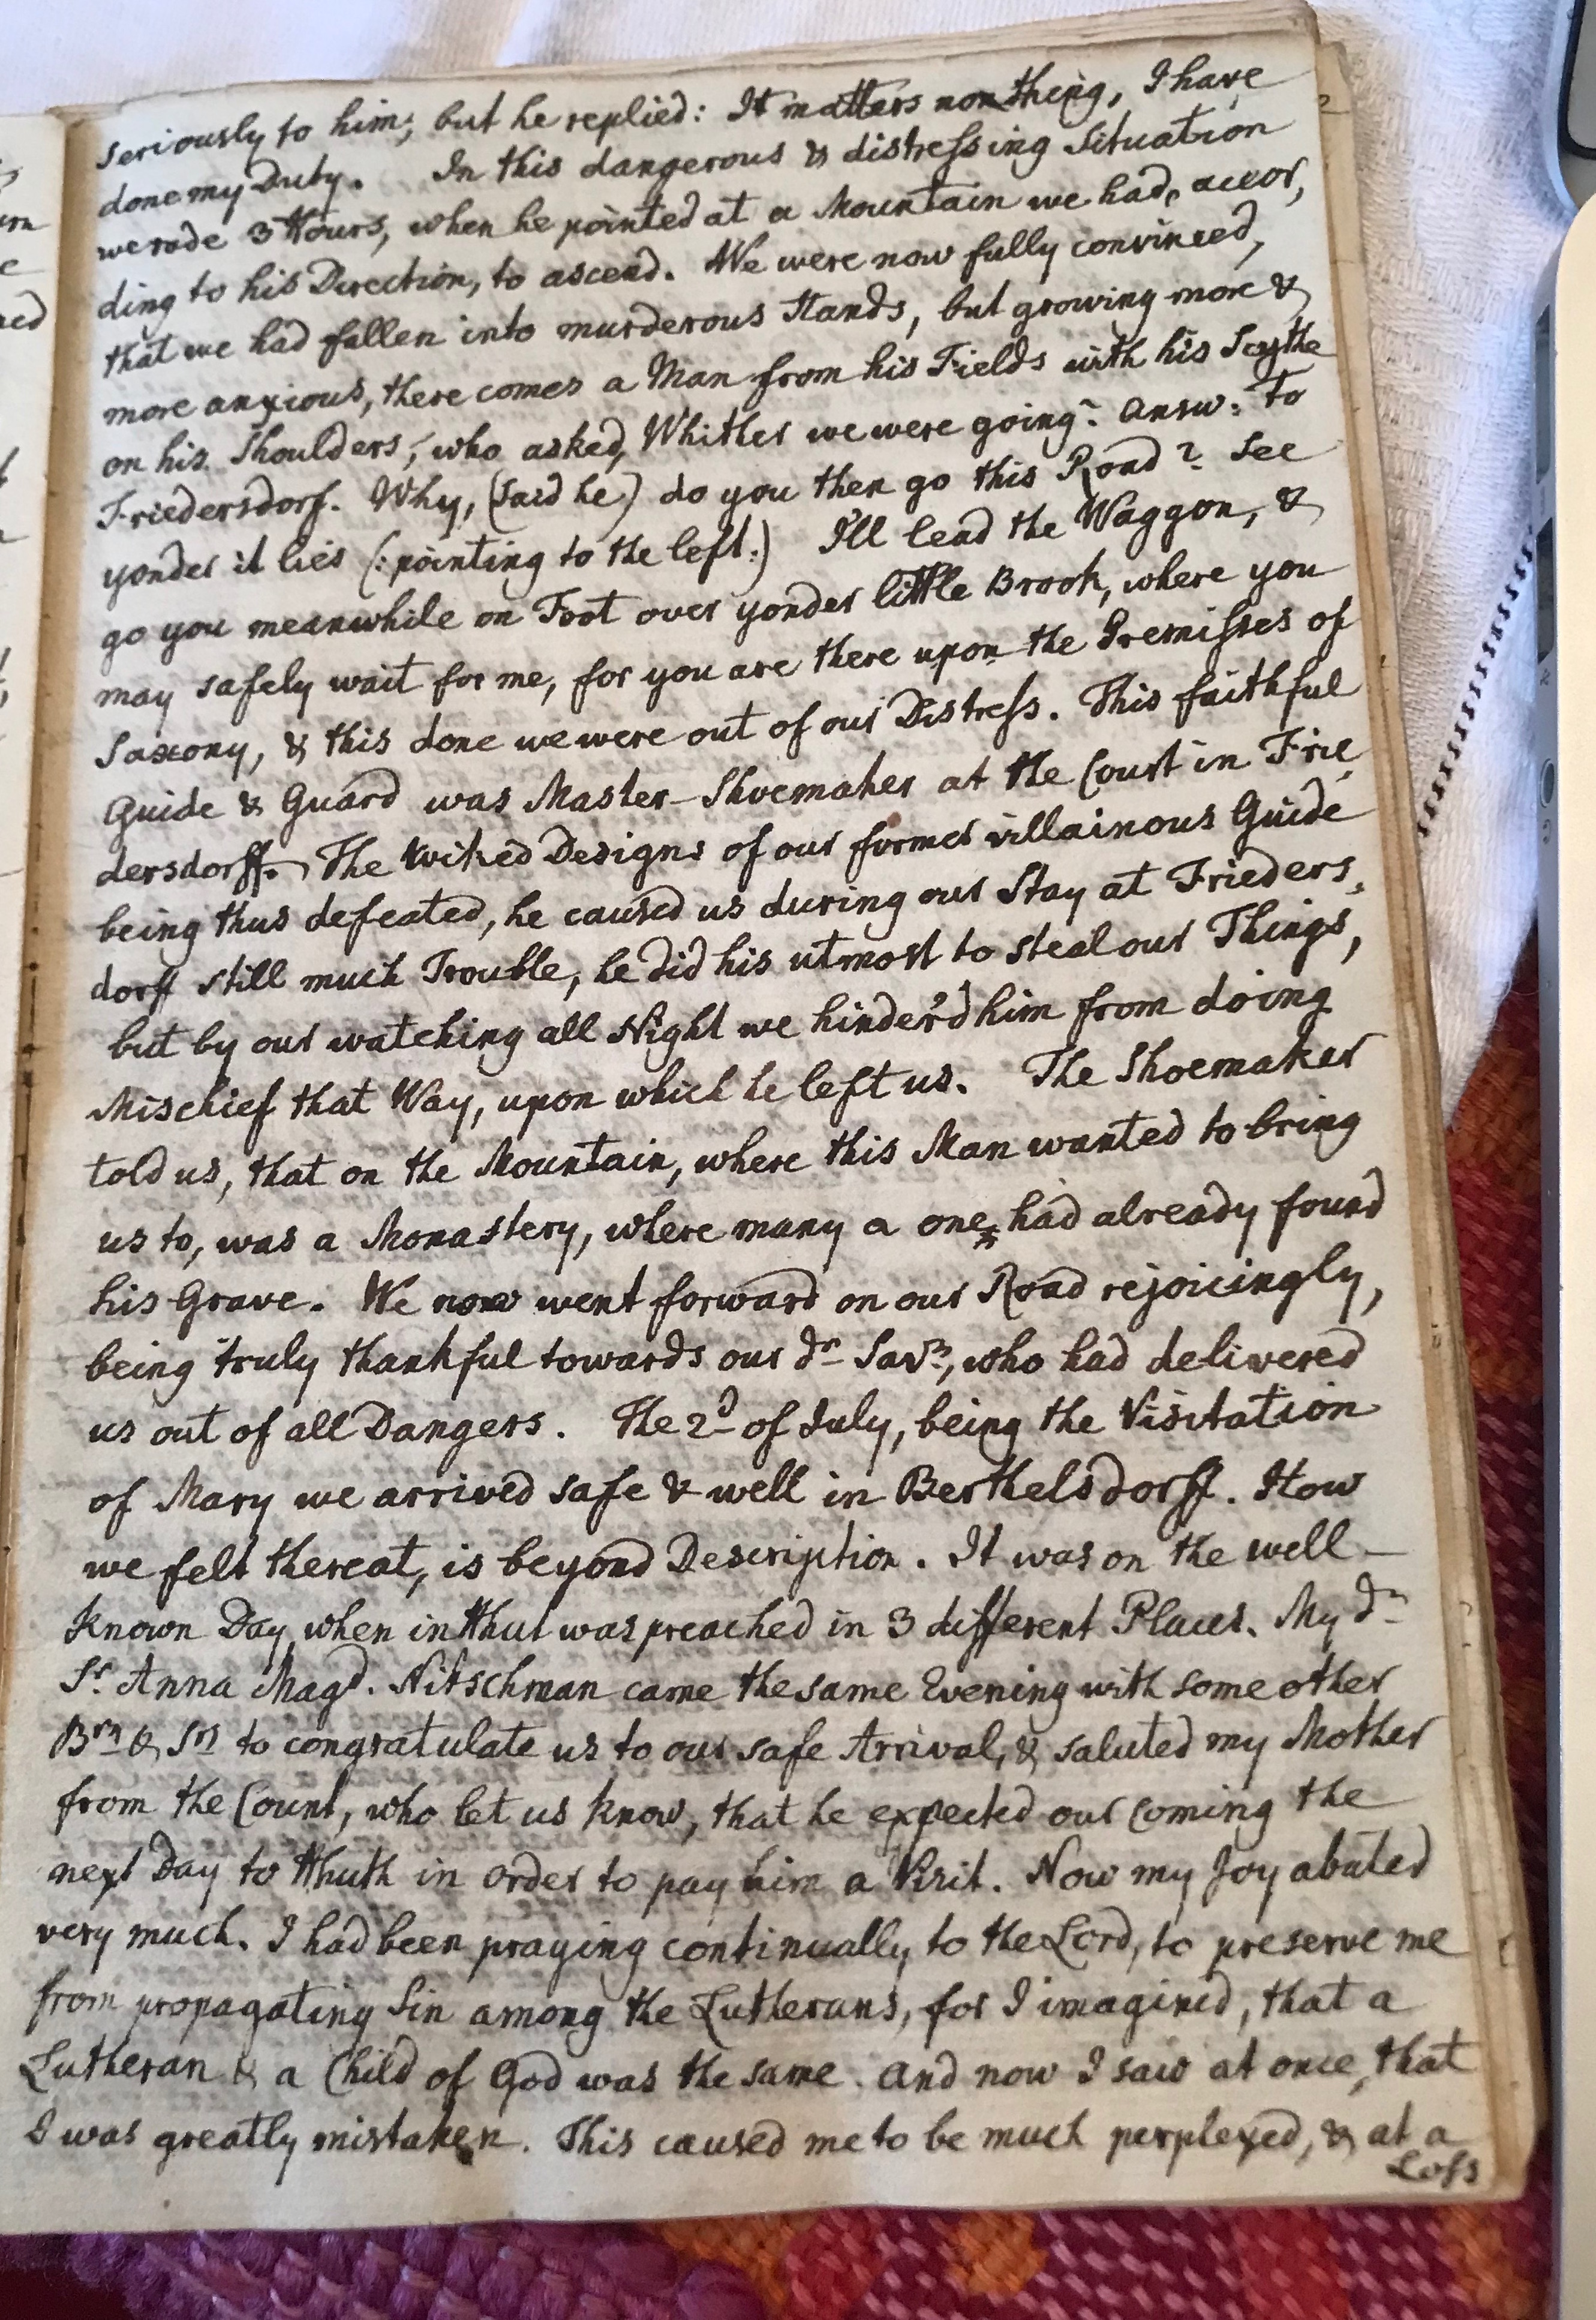 seriously to him; but he replied: It matters nothing, I have
done my Duty. In this dangerous & distressing Situation
we rode 3 Hours, when he pointed at a Mountain we had, accor,
ding to his Direction, to ascend. We were now fully convinced,
that we had fallen into murderous Hands, but growing more &
more anxious, there comes a Man from his Fields with his Scythe
on his Shoulders, who asked, Whither we were going? Answ: To
Friedersdorf. Why, (said he) do you then go this Road? See
yonder it lies (: pointing to the left:) I'll lead the Waggon, &
go you meanwhile on Foot over yonder little Brook, where you
may safely wait for me, for you are there upon the Premisses of
Saxony, & this done we were out of our Distress. This faithful
Guide & Guard was Master-Shoemaker at the Court in Frie,
dersdorff. The wiked Designs of our former villainous Guide
being thus defeated, he caused us during our Stay at Frieders,
dorff still much Trouble, he did his utmost to steal our Things,
but by our watching all Night we hinder'd him from doing
Mischief that Way, upon which he left us. The Shoemaker
told us, that on the Mountain, where this Man wanted to bring
us to, was a Monastery, where many a one had already found
his Grave. We now went forward on our Road rejoicingly,
being truly thankful towards our dr Savr, who had delivered
us out of all Dangers. The 2d of July, being the Visitation
of Mary we arrived safe & well in Berthelsdorff. How
we felt thereat, is beyond Description. It was on the well-
known Day when in Hhut was preached in 3 different Places. My dr
Sr. Anna Magd. Nitschman came the same Evening with some other
Brn & Srs to congratulate us to our safe Arrival, & saluted my Mother
from the Count, who let us know, that he expected our coming the
next Day to Hhuth in order to pay him a Visit. Now my Joy abated
very much. I had been praying continually to the Lord, to preserve me
from propagating Sin among the Lutherans, for I imagined, that a
Lutheran & a Child of God was the same. And now I saw at once, that
I was greatly mistaken. This caused me to be much perplexed, & at a
Loss